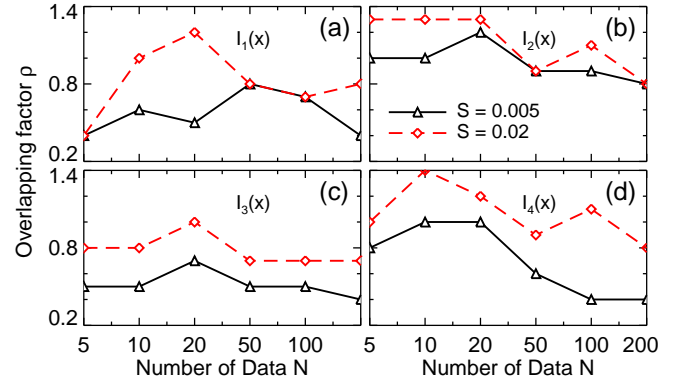 1.4
(a)
I1(x)
(b)
I2(x)
0.8
S = 0.005
S = 0.02
0.2
Overlapping factor ρ
1.4
(c)
I3(x)
(d)
I4(x)
0.8
0.2
5 10 20 50 100 5 10 20 50 100 200
Number of Data N Number of Data N